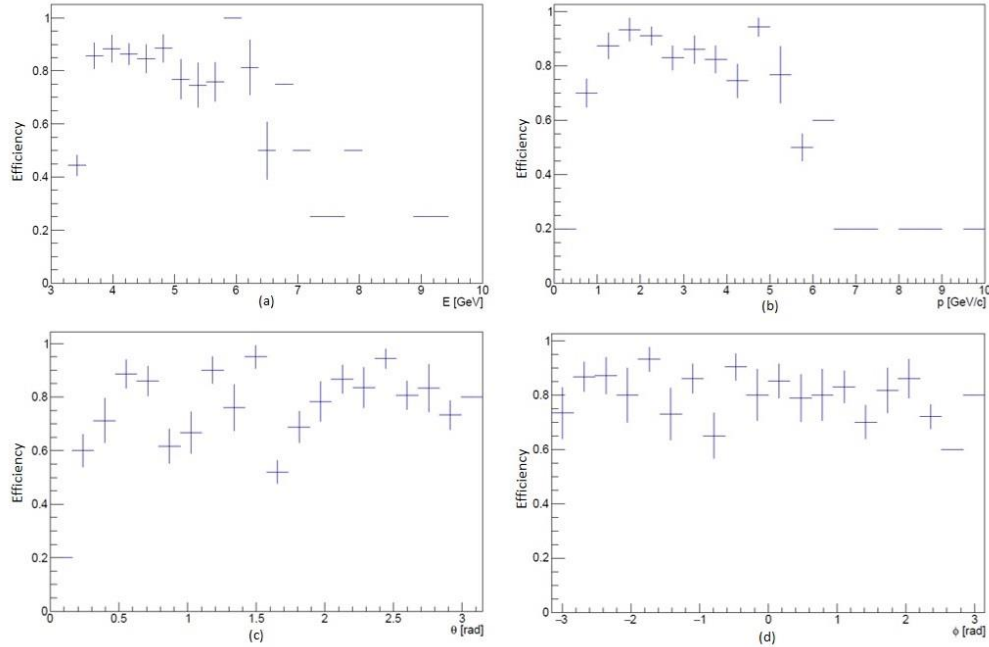 1
0.8
0.6
0.4
0.2
0
Efficiency
3 4 5 6 7 8 9 10
E [GeV]
(a)
1
0.8
0.6
0.4
0.2
0
Efficiency
0 1 2 3 4 5 6 7 8 9 10
p [GeV/c]
(b)
1
0.8
0.6
0.4
0.2
0
Efficiency
0 0.5 1 1.5 2 2.5 3
θ [rad]
(c)
1
0.8
0.6
0.4
0.2
0
Efficiency
−3 −2 −1 0 1 2 3
ϕ [rad]
(d)